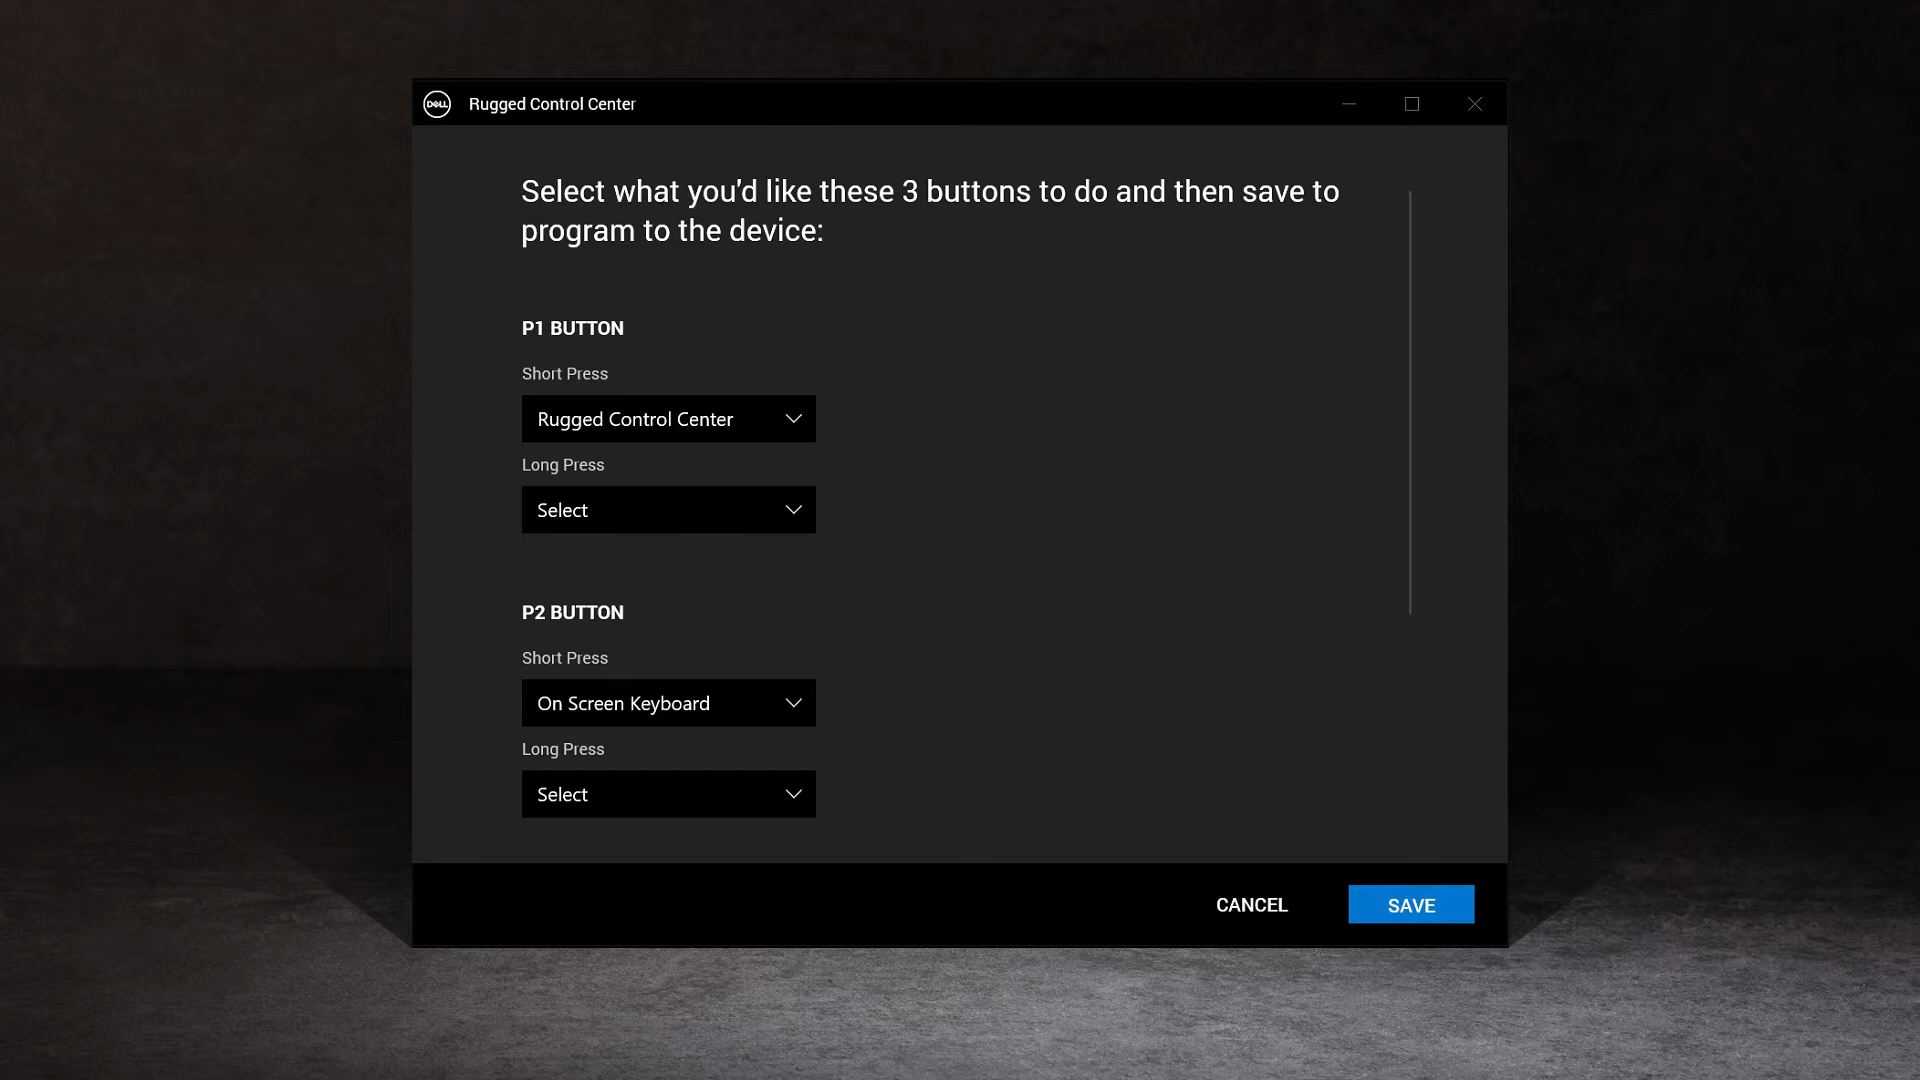 DELL
Rugged Control Center
Select what you'd like these 3 buttons to do and then save to
program to the device:
P1 BUTTON
Short Press
Rugged Control Center
Long Press
Select
P2 BUTTON
Short Press
On Screen Keyboard
Long Press
Select
CANCEL
SAVE